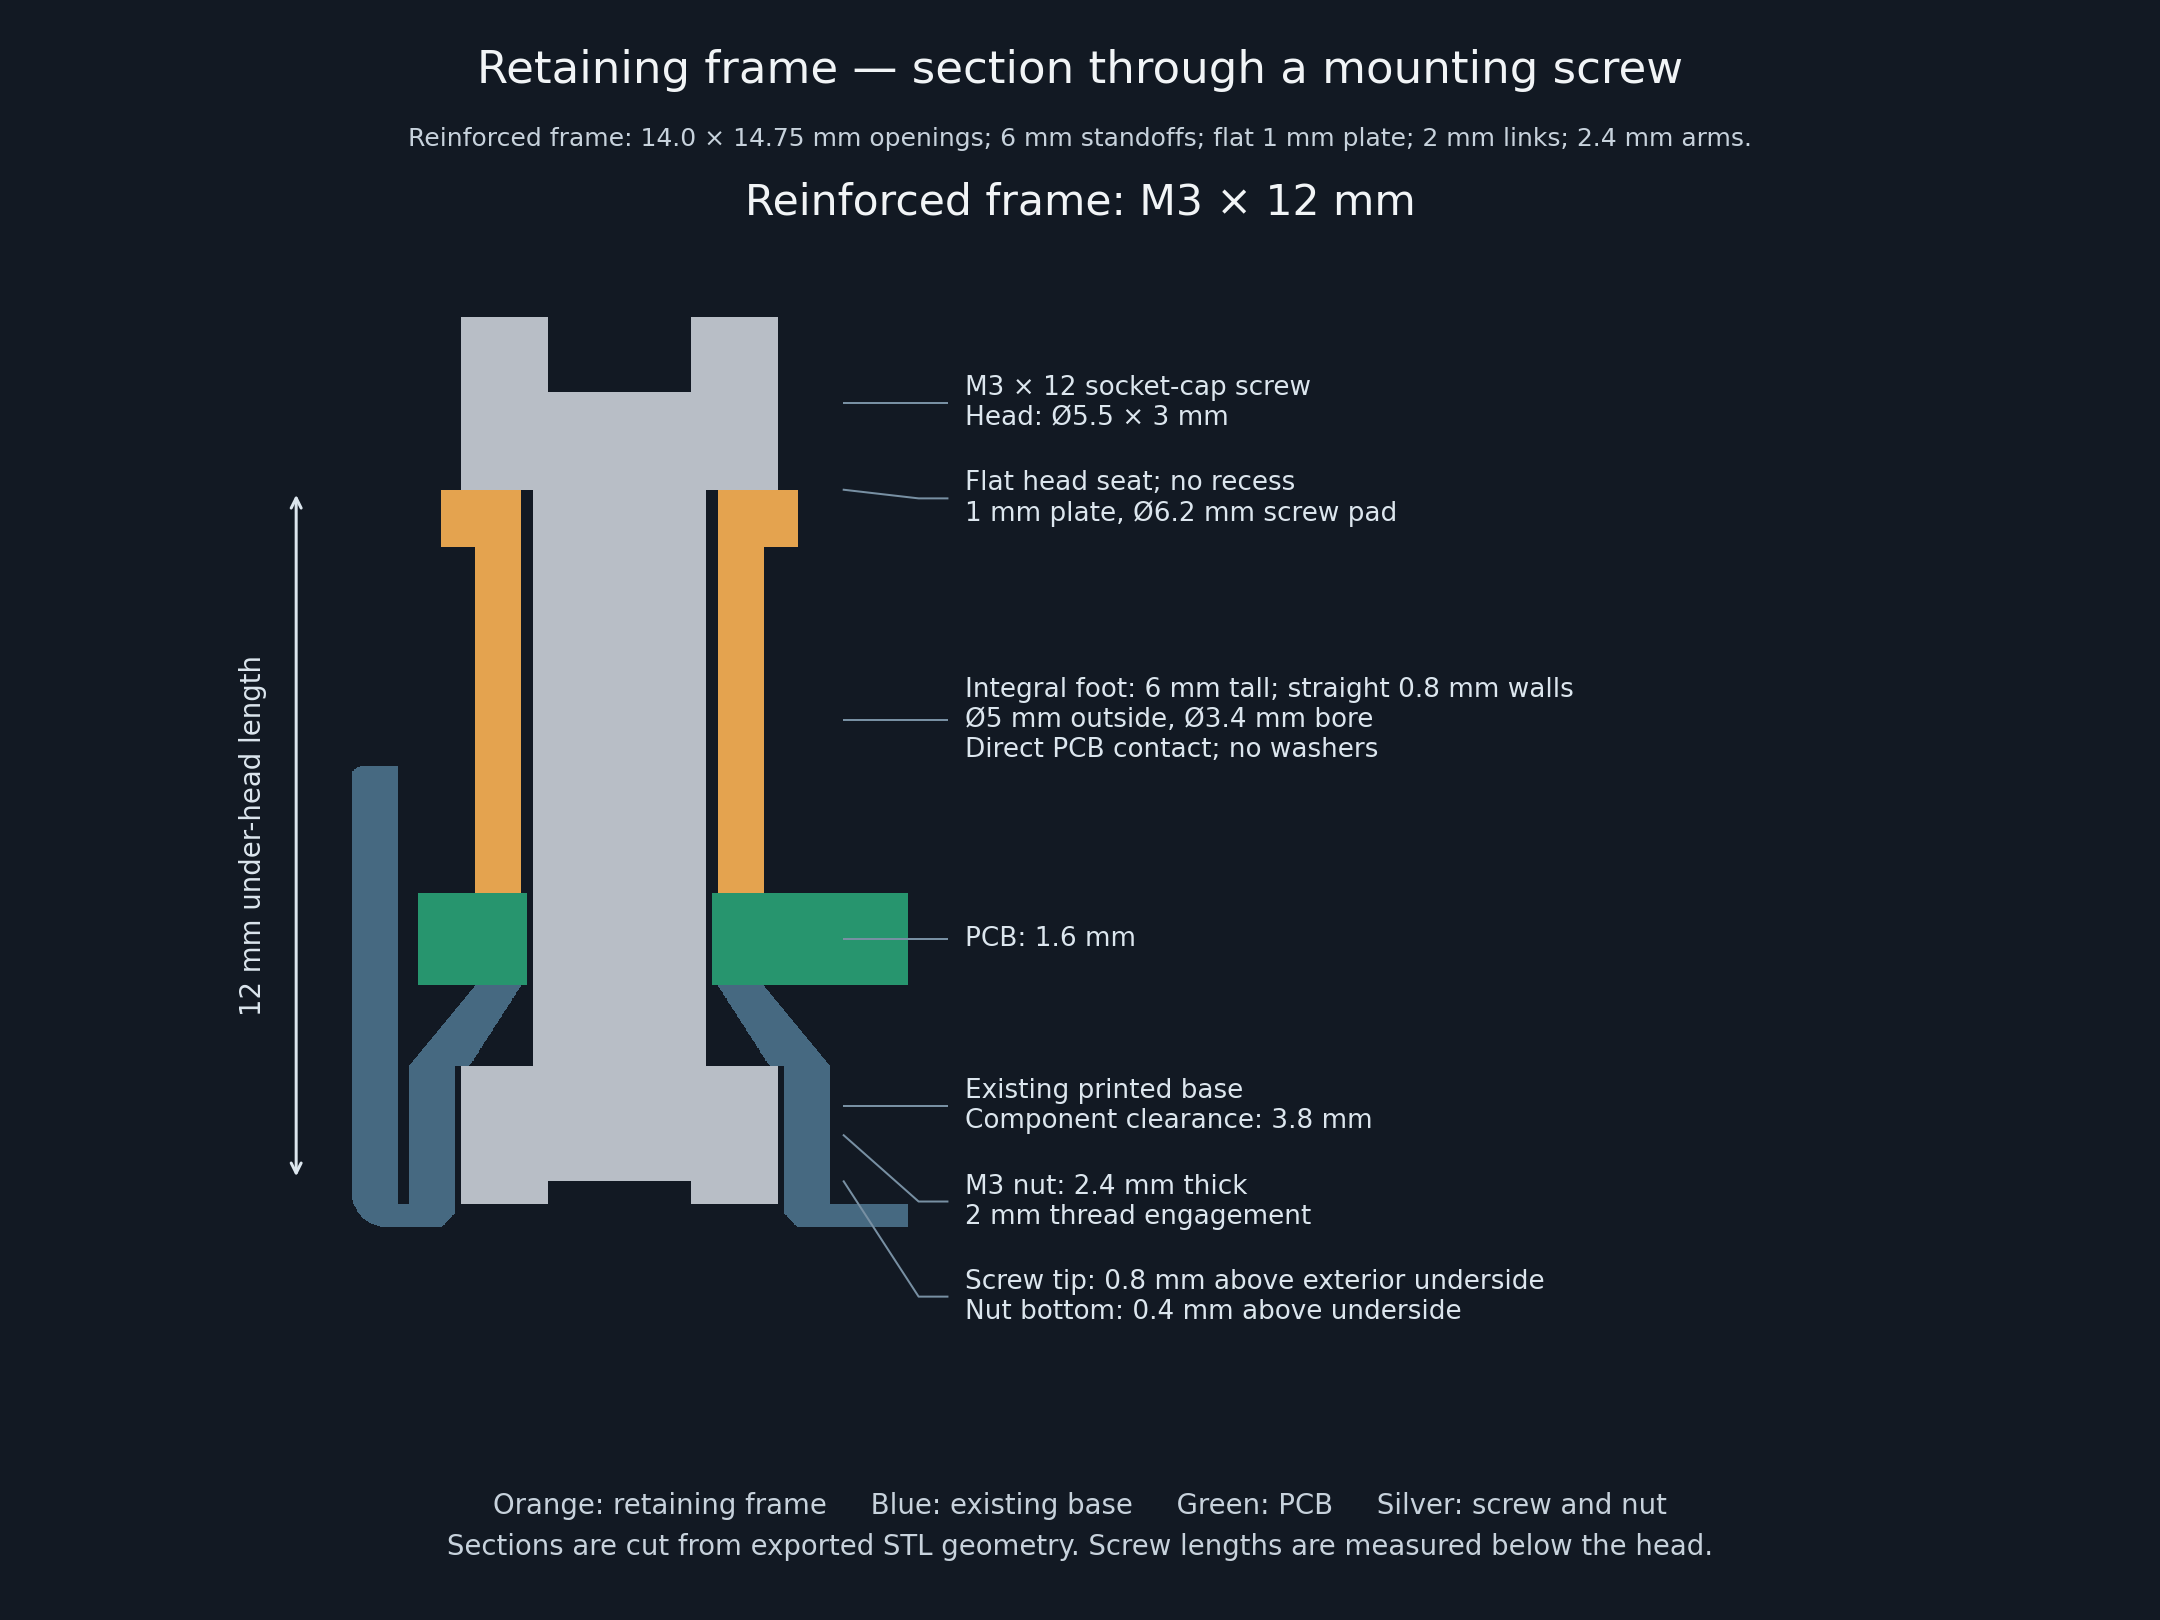 Retaining frame — section through a mounting screw
Reinforced frame: 14.0 × 14.75 mm openings; 6 mm standoffs; flat 1 mm plate; 2 mm links; 2.4 mm arms.
Reinforced frame: M3 × 12 mm
M3 × 12 socket-cap screw
Head: Ø5.5 × 3 mm
Flat head seat; no recess
1 mm plate, Ø6.2 mm screw pad
12 mm under-head length
Integral foot: 6 mm tall; straight 0.8 mm walls
Ø5 mm outside, Ø3.4 mm bore
Direct PCB contact; no washers
PCB: 1.6 mm
Existing printed base
Component clearance: 3.8 mm
M3 nut: 2.4 mm thick
2 mm thread engagement
Screw tip: 0.8 mm above exterior underside
Nut bottom: 0.4 mm above underside
Orange: retaining frame Blue: existing base Green: PCB Silver: screw and nut
Sections are cut from exported STL geometry. Screw lengths are measured below the head.